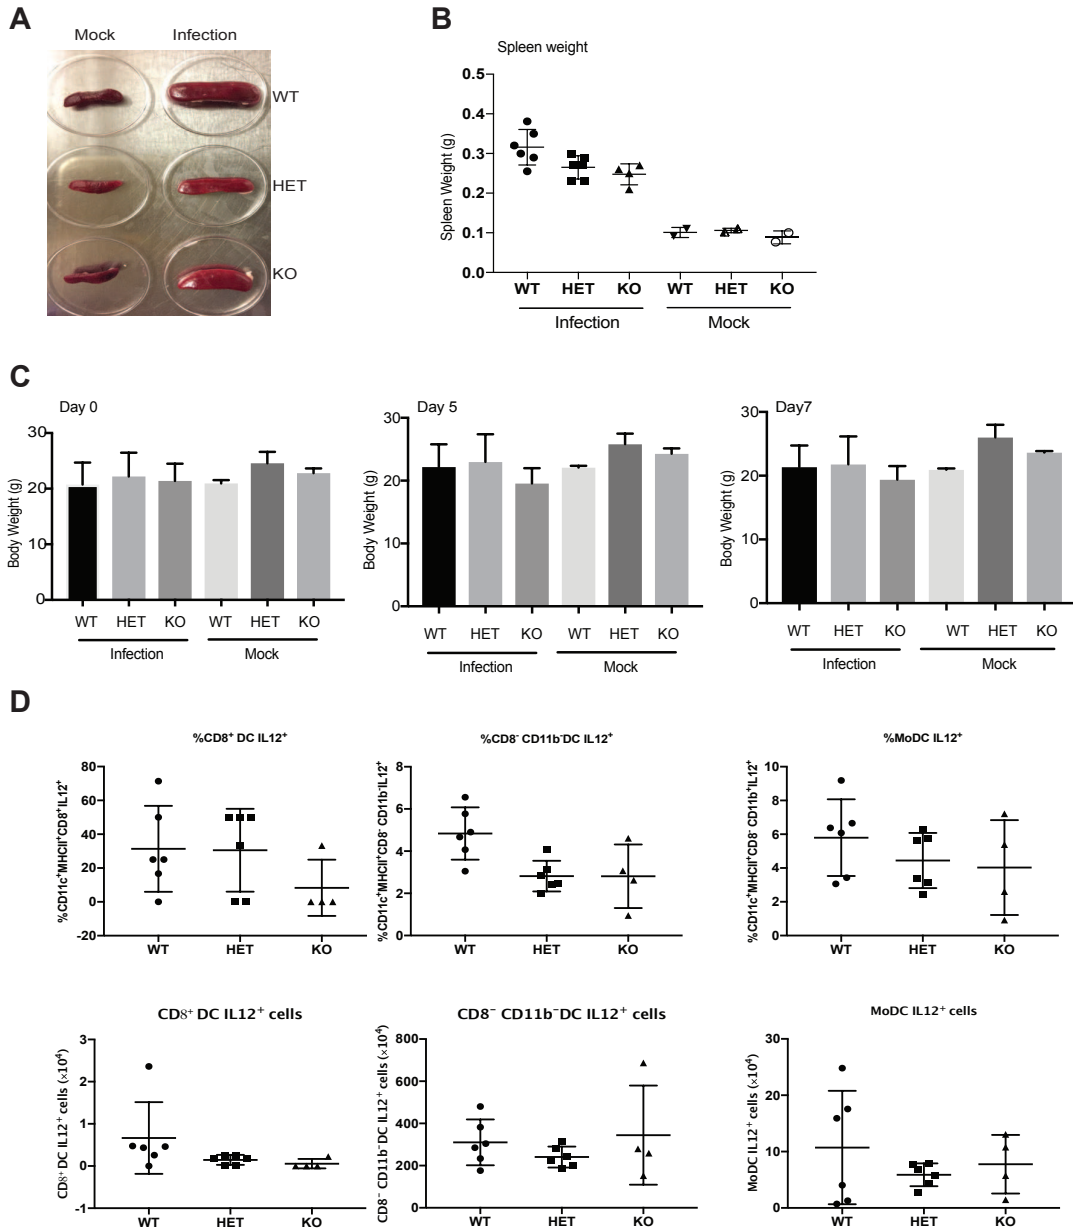 A
Mock Infection
WT
HET
KO
B
Spleen weight
Spleen Weight (g)
0.5
0.4
0.3
0.2
0.1
0.0
WT HET KO WT HET KO
Infection Mock
C
Day 0
Body Weight (g)
30
20
10
0
WT HET KO WT HET KO
Infection Mock
Day 5
Body Weight (g)
30
20
10
0
WT HET KO WT HET KO
Infection Mock
Day7
Body Weight (g)
30
20
10
0
WT HET KO WT HET KO
Infection Mock
D
%CD8⁺ DC IL12⁺
%CD11c⁺MHCII⁺CD8⁺IL12⁺
80
60
40
20
0
-20
WT HET KO
%CD8⁻ CD11b⁻DC IL12⁺
%CD11c⁺MHCII⁺CD8⁻ CD11b⁻IL12⁺
8
6
4
2
0
WT HET KO
%MoDC IL12⁺
%CD11c⁺MHCII⁺CD8⁻ CD11b⁺IL12⁺
10
8
6
4
2
0
WT HET KO
CD8⁺ DC IL12⁺ cells
CD8⁺ DC IL12⁺ cells (×10⁴)
3
2
1
0
-1
WT HET KO
CD8⁻ CD11b⁻DC IL12⁺ cells
CD8⁻ CD11b⁻DC IL12⁺ cells (×10⁴)
800
600
400
200
0
WT HET KO
MoDC IL12⁺ cells
MoDC IL12⁺ cells (×10⁴)
30
20
10
0
WT HET KO